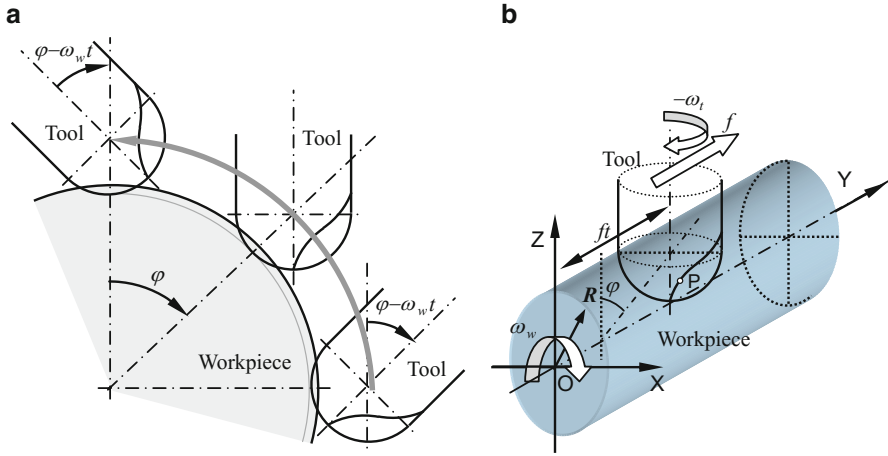 a
φ−ω_w t
Tool
Tool
φ
φ−ω_w t
Workpiece
Tool
b
−ω_t
f
Tool
Y
Z
ft
R
φ
P
ω_w
Workpiece
O
X